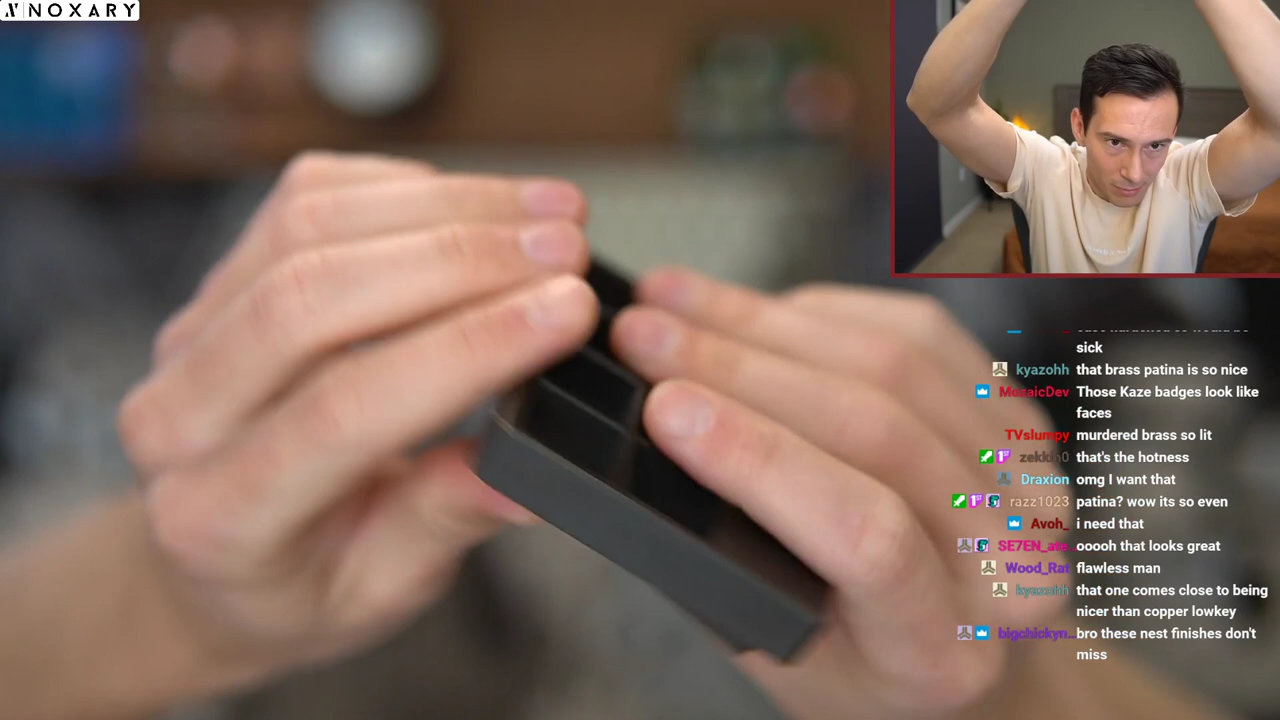 NOXARY
sick
kyazohh that brass patina is so nice
MozaicDev Those Kaze badges look like
faces
TVslumpy murdered brass so lit
that's the hotness
Draxion omg I want that
razz1023 patina? wow its so even
Avoh_ i need that
ooooh that looks great
Wood_Rat flawless man
kyazohh that one comes close to being
nicer than copper lowkey
bigchickyn... bro these nest finishes don't
miss